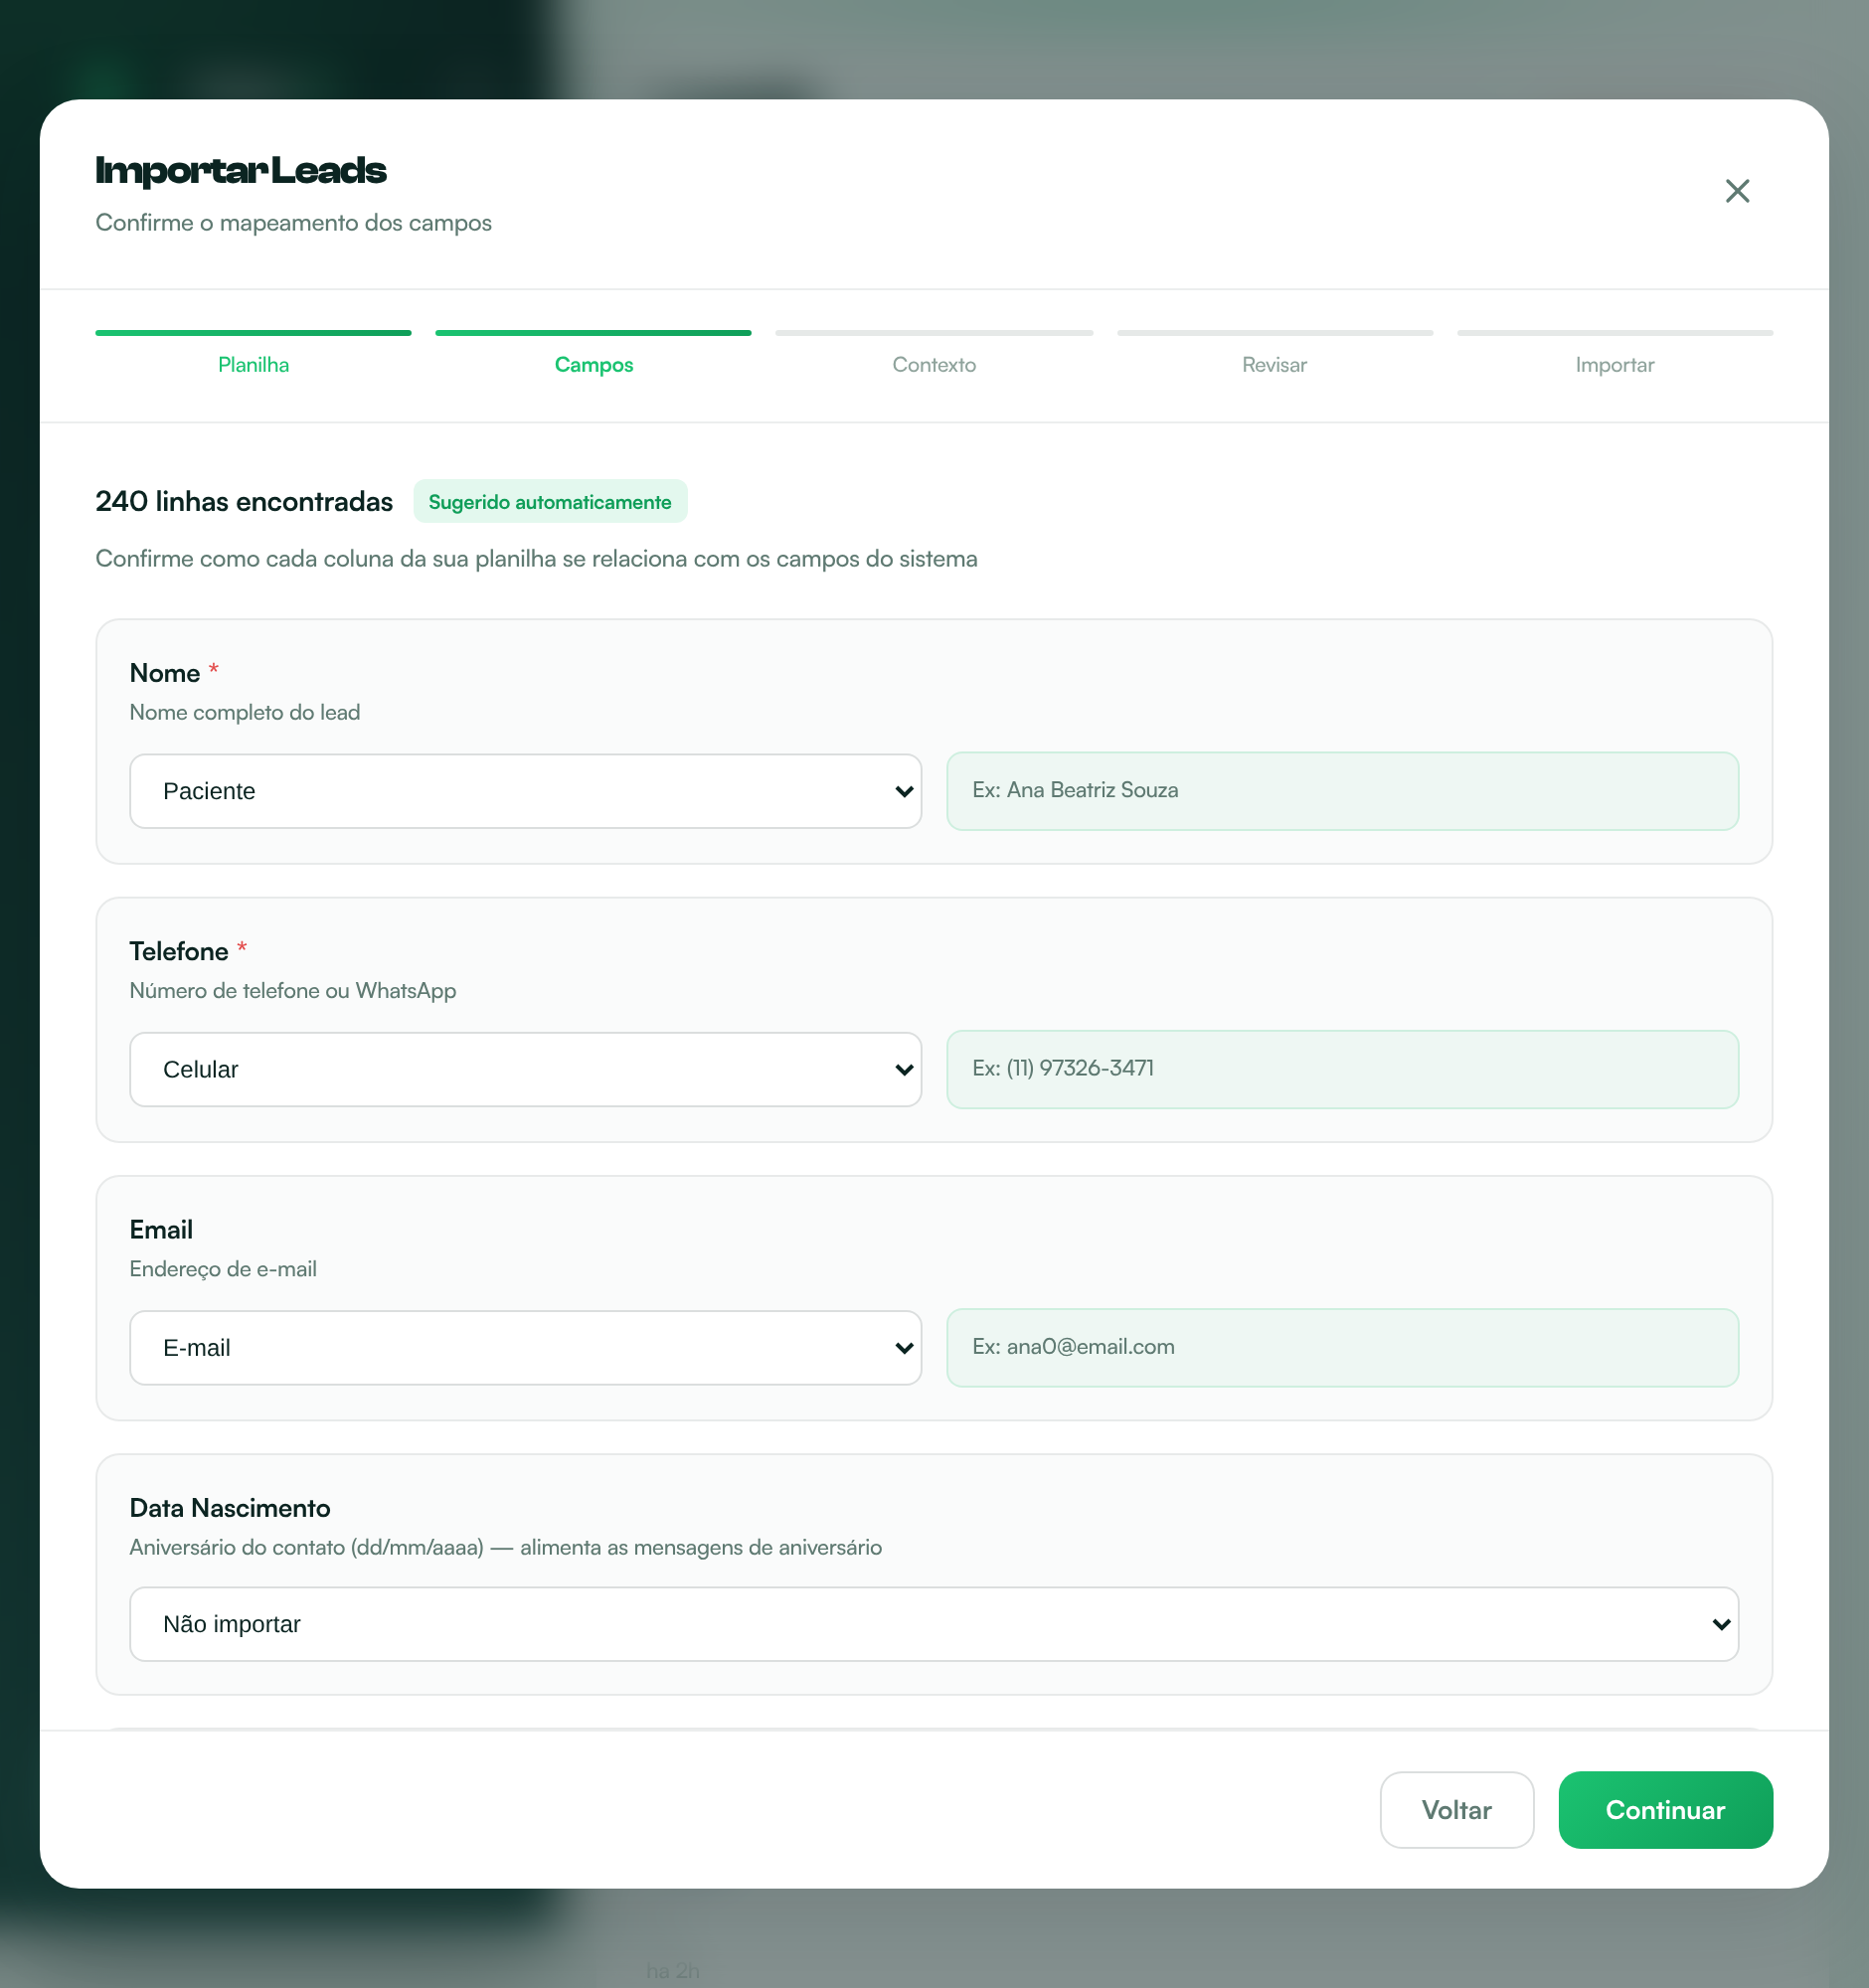 Importar Leads
Confirme o mapeamento dos campos
Planilha
Campos
Contexto
Revisar
Importar
240 linhas encontradas
Sugerido automaticamente
Confirme como cada coluna da sua planilha se relaciona com os campos do sistema
Nome *
Nome completo do lead
Paciente
Ex: Ana Beatriz Souza
Telefone *
Número de telefone ou WhatsApp
Celular
Ex: (11) 97326-3471
Email
Endereço de e-mail
E-mail
Ex: ana0@email.com
Data Nascimento
Aniversário do contato (dd/mm/aaaa) — alimenta as mensagens de aniversário
Não importar
Voltar
Continuar
há 2h